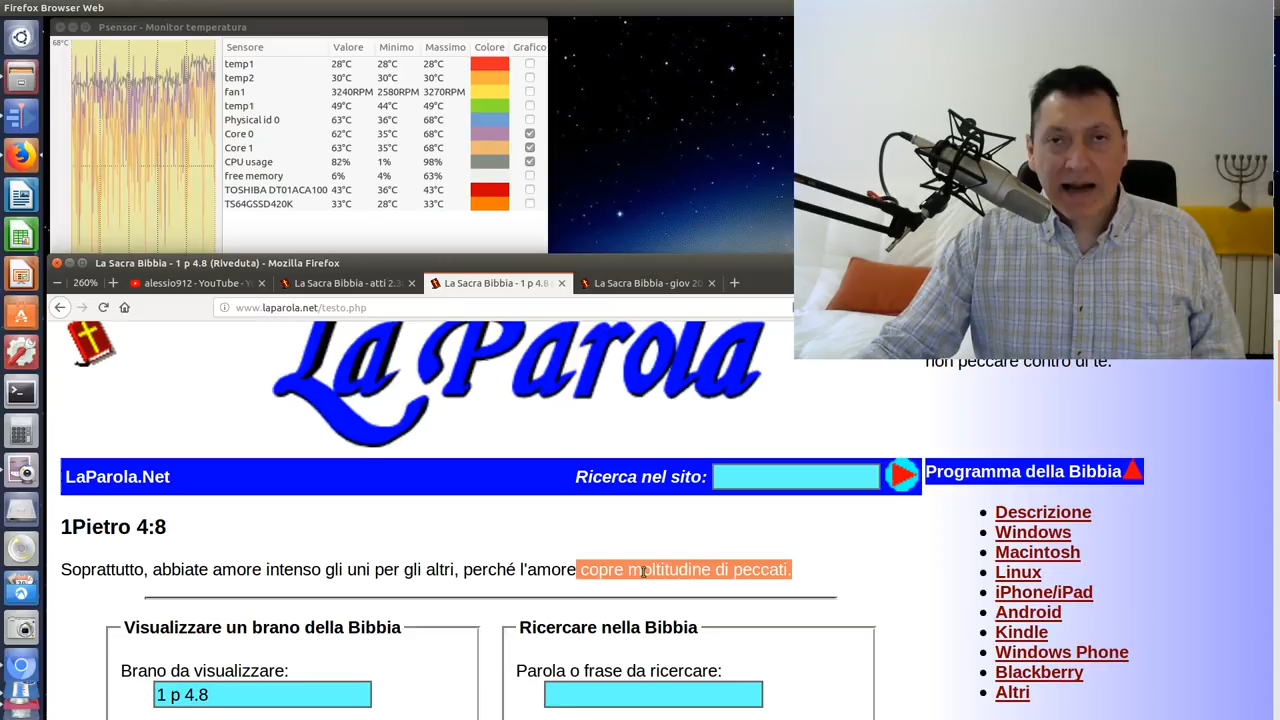 Firefox Browser Web
Psensor - Monitor temperatura
68°C
Sensore Valore Minimo Massimo Colore Grafico
temp1 28°C 28°C 28°C
temp2 30°C 30°C 30°C
fan1 3240RPM 2580RPM 3270RPM
temp1 49°C 44°C 49°C
Physical id 0 63°C 36°C 68°C
Core 0 62°C 35°C 68°C
Core 1 63°C 35°C 68°C
CPU usage 82% 1% 98%
free memory 6% 4% 63%
TOSHIBA DT01ACA100 43°C 36°C 43°C
TS64GSSD420K 33°C 28°C 33°C
La Sacra Bibbia - 1 p 4.8 (Riveduta) - Mozilla Firefox
260% alessio912 - YouTube - Y La Sacra Bibbia - atti 2.3 La Sacra Bibbia - 1 p 4.8 La Sacra Bibbia - giov 20
www.laparola.net/testo.php
La Parola
non peccare contro di te.
LaParola.Net Ricerca nel sito:
Programma della Bibbia
1Pietro 4:8
Soprattutto, abbiate amore intenso gli uni per gli altri, perché l'amore copre moltitudine di peccati.
Visualizzare un brano della Bibbia
Brano da visualizzare:
1 p 4.8
Ricercare nella Bibbia
Parola o frase da ricercare:
Descrizione
Windows
Macintosh
Linux
iPhone/iPad
Android
Kindle
Windows Phone
Blackberry
Altri